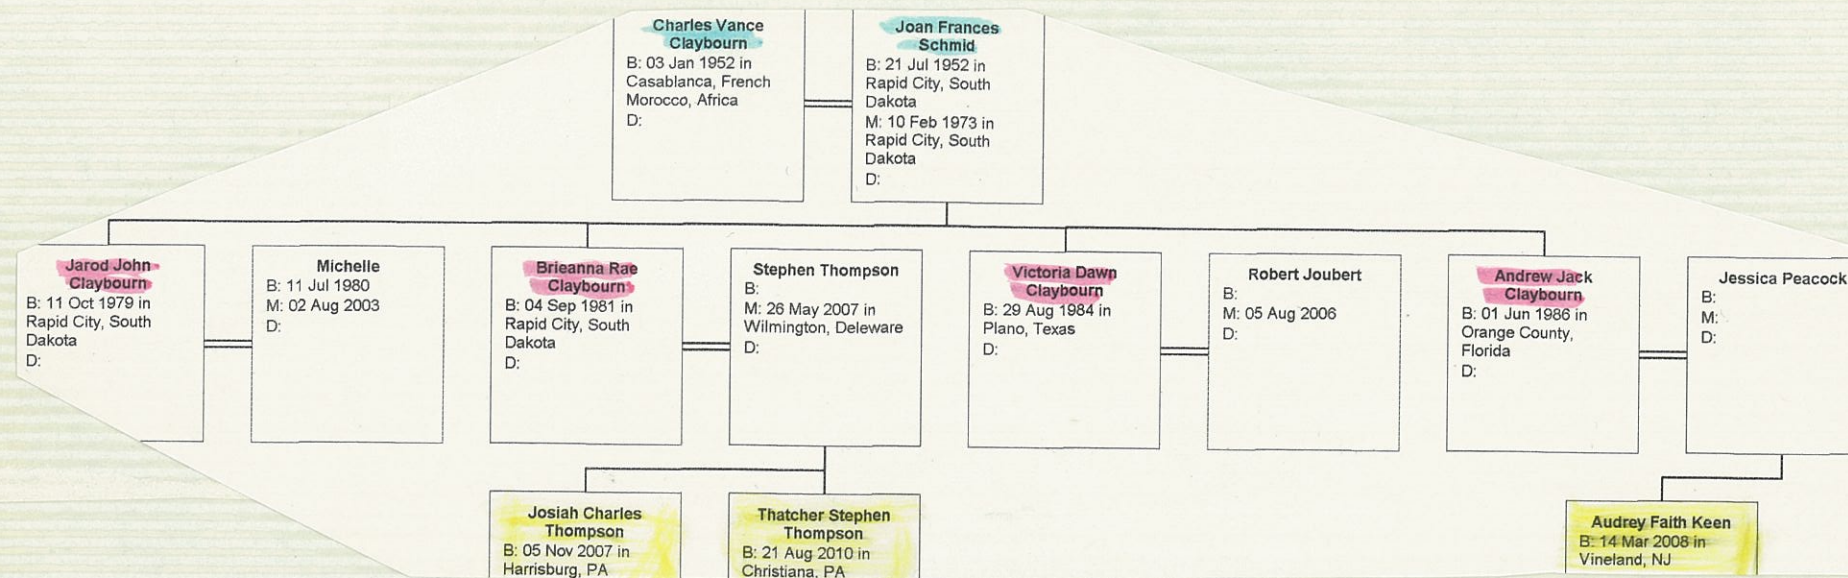 Charles Vance
Claybourn
B: 03 Jan 1952 in
Casablanca, French
Morocco, Africa
D:
Joan Frances
Schmid
B: 21 Jul 1952 in
Rapid City, South
Dakota
M: 10 Feb 1973 in
Rapid City, South
Dakota
D:
Jarod John
Claybourn
B: 11 Oct 1979 in
Rapid City, South
Dakota
D:
Michelle
B: 11 Jul 1980
M: 02 Aug 2003
D:
Brieanna Rae
Claybourn
B: 04 Sep 1981 in
Rapid City, South
Dakota
D:
Stephen Thompson
B:
M: 26 May 2007 in
Wilmington, Deleware
D:
Victoria Dawn
Claybourn
B: 29 Aug 1984 in
Plano, Texas
D:
Robert Joubert
B:
M: 05 Aug 2006
D:
Andrew Jack
Claybourn
B: 01 Jun 1986 in
Orange County,
Florida
D:
Jessica Peacock
B:
M:
D:
Josiah Charles
Thompson
B: 05 Nov 2007 in
Harrisburg, PA
Thatcher Stephen
Thompson
B: 21 Aug 2010 in
Christiana, PA
Audrey Faith Keen
B: 14 Mar 2008 in
Vineland, NJ